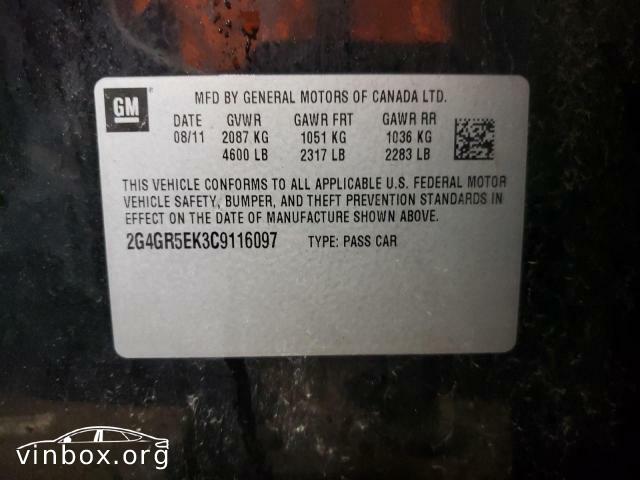 GM ®
MFD BY GENERAL MOTORS OF CANADA LTD.
DATE GVWR GAWR FRT GAWR RR
08/11 2087 KG 1051 KG 1036 KG
4600 LB 2317 LB 2283 LB
THIS VEHICLE CONFORMS TO ALL APPLICABLE U.S. FEDERAL MOTOR
VEHICLE SAFETY, BUMPER, AND THEFT PREVENTION STANDARDS IN
EFFECT ON THE DATE OF MANUFACTURE SHOWN ABOVE.
2G4GR5EK3C9116097 TYPE: PASS CAR
vinbox.org